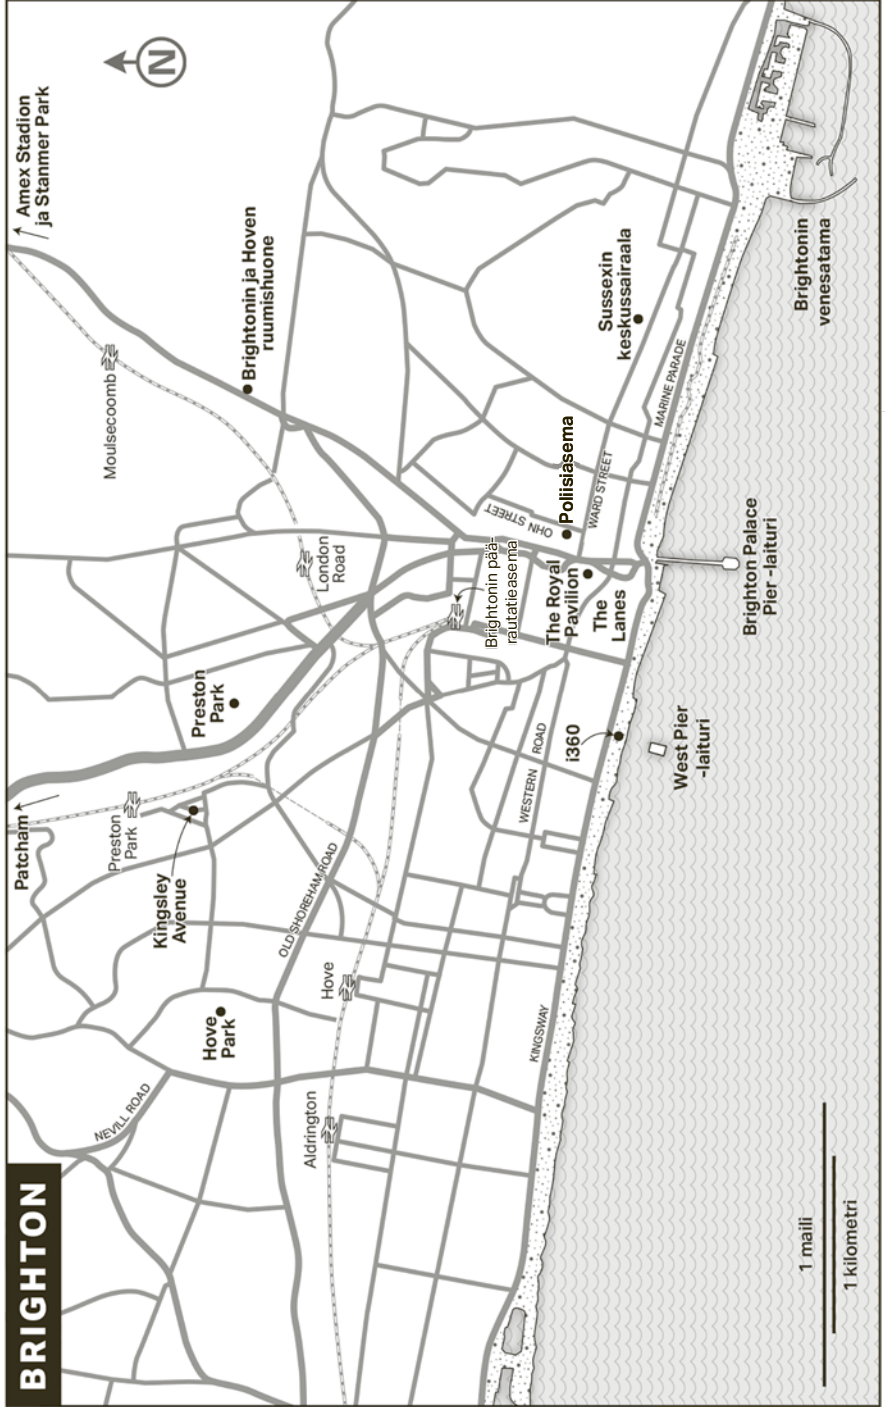 BRIGHTON
N
Amex Stadion
ja Stanmer Park
Moulsecoomb
Brightonin ja Hoven
ruumishuone
Patcham
Preston
Park
Kingsley
Avenue
Preston
Park
London
Road
NEVILL ROAD
Hove
Park
OLD SHOREHAM ROAD
Hove
Aldrington
Brightonin pää-
rautatieasema
OHN STREET
Poliisiasema
Sussexin
keskussairaala
WARD STREET
MARINE PARADE
The Royal
Pavilion
The
Lanes
WESTERN ROAD
i360
KINGSWAY
West Pier
-laituri
Brighton Palace
Pier -laituri
Brightonin
venesatama
1 maili
1 kilometri